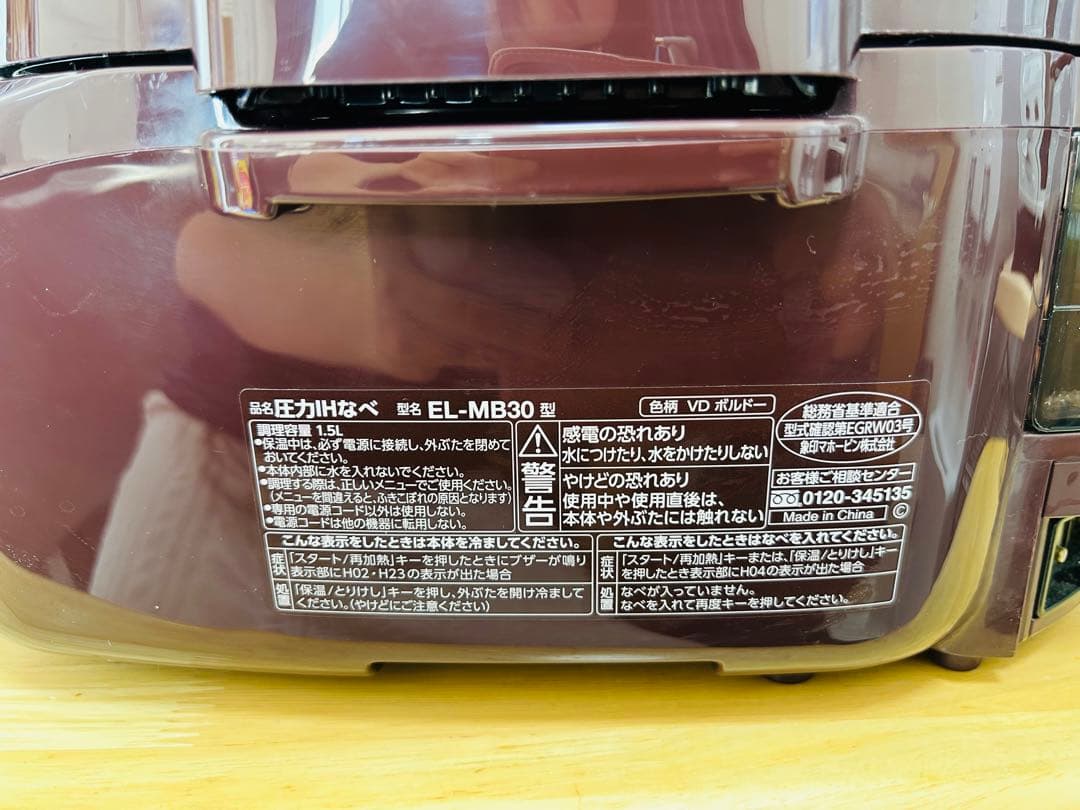 品名 圧力IHなべ 型名 EL-MB30 型
色柄 VD ボルドー
調理容量 1.5L
•保温中は、必ず電源に接続し、外ぶたを閉めて
おいてください。
•本体内部に水を入れないでください。
•調理する際は、正しいメニューでご使用ください。
(メニューを間違えると、ふきこぼれの原因となります)
•専用の電源コード以外は使用しない。
•電源コードは他の機器に転用しない。
警告
感電の恐れあり
水につけたり、水をかけたりしない
やけどの恐れあり
使用中や使用直後は、
本体や外ぶたには触れない
総務省基準適合
型式確認第EGRW03号
象印マホービン株式会社
お客様ご相談センター
0120-345135
Made in China ©
こんな表示をしたときは本体を冷ましてください。
症状 「スタート/再加熱」キーを押したときにブザーが鳴り
表示部にH02・H23の表示が出た場合
処置 「保温/とりけし」キーを押し、外ぶたを開け冷まして
ください。(やけどにご注意ください)
こんな表示をしたときはなべを入れてください。
症状 「スタート/再加熱」キーまたは、「保温/とりけし」キー
を押したとき表示部にH04の表示が出た場合
処置 なべが入っていません。
なべを入れて再度キーを押してください。